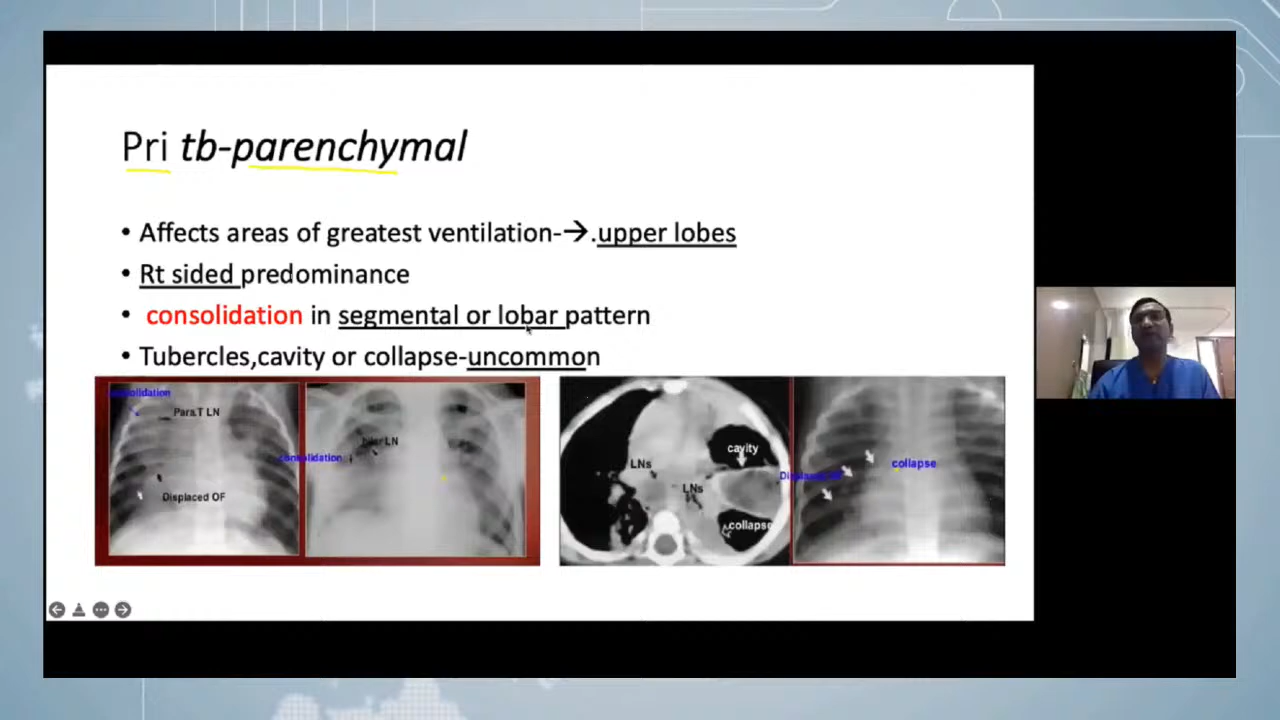 Pri tb-parenchymal
• Affects areas of greatest ventilation-→.upper lobes
• Rt sided predominance
• consolidation in segmental or lobar pattern
• Tubercles,cavity or collapse-uncommon
Para.T LN
Displaced OF
LN
LNs
cavity
LNs
collapse
collapse